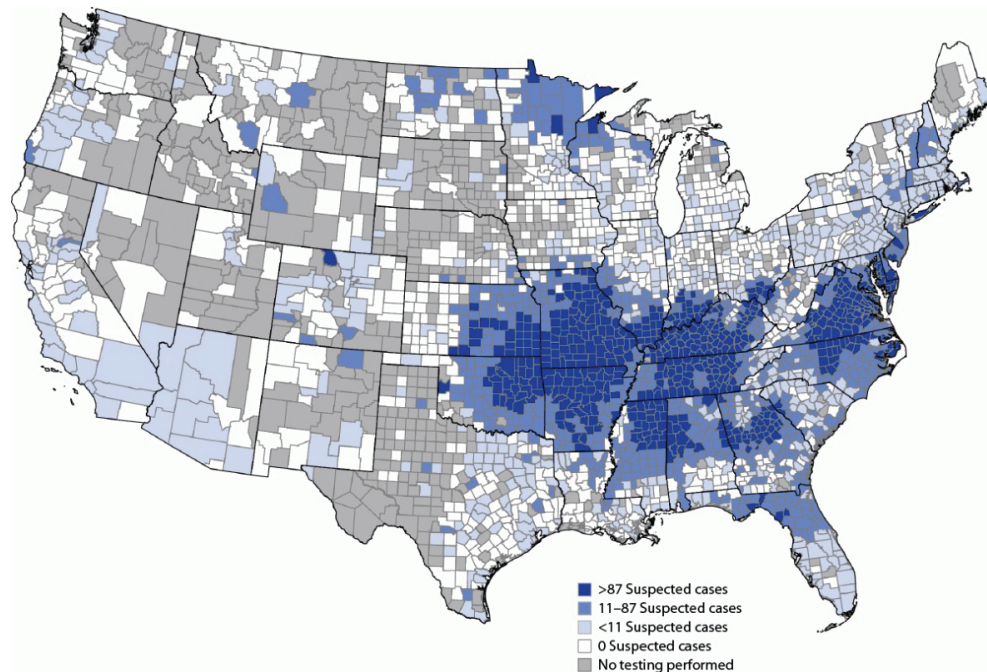 >87 Suspected cases
11–87 Suspected cases
<11 Suspected cases
0 Suspected cases
No testing performed